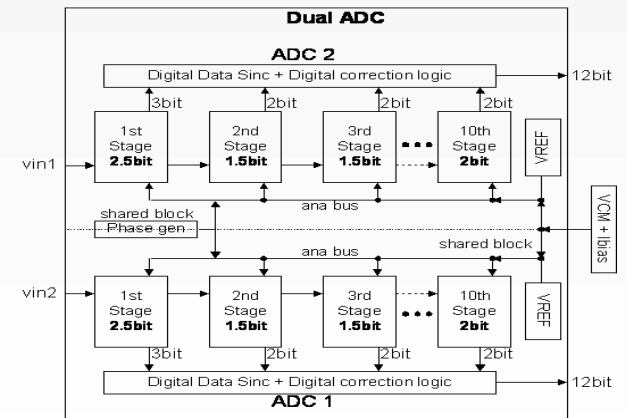 Dual ADC
ADC 2
Digital Data Sinc + Digital correction logic
12bit
3bit
2bit
2bit
2bit
vin1
1st
Stage
2.5bit
2nd
Stage
1.5bit
3rd
Stage
1.5bit
10th
Stage
2bit
VREF
ana bus
shared block
Phase gen
shared block
VCM + Ibias
ana bus
vin2
1st
Stage
2.5bit
2nd
Stage
1.5bit
3rd
Stage
1.5bit
10th
Stage
2bit
VREF
3bit
2bit
2bit
2bit
Digital Data Sinc + Digital correction logic
12bit
ADC 1